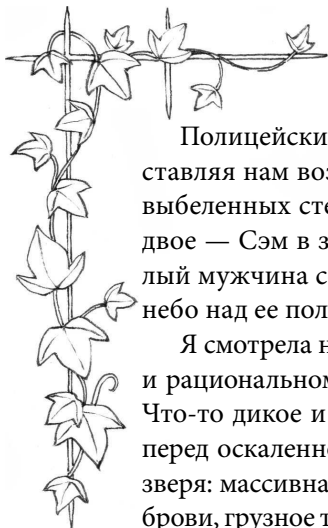 Полицейски
ставляя нам воз
выбеленных сте
двое — Сэм в з
лый мужчина с
небо над ее пол
Я смотрела н
и рациональном
Что-то дикое и
перед оскаленн
зверя: массивна
брови, грузное т